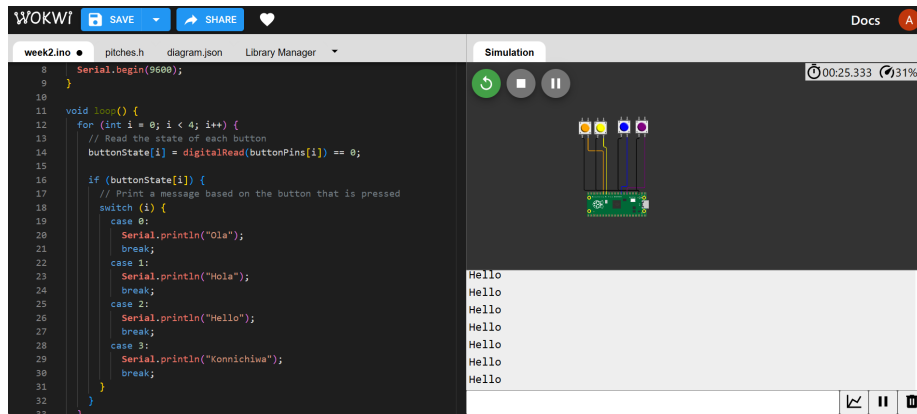 WOKWI SAVE SHARE Docs A
week2.ino pitches.h diagram.json Library Manager
Simulation
00:25.333 31%
8 Serial.begin(9600);
9 }
10
11 void loop() {
12 for (int i = 0; i < 4; i++) {
13 // Read the state of each button
14 buttonState[i] = digitalRead(buttonPins[i]) == 0;
15
16 if (buttonState[i]) {
17 // Print a message based on the button that is pressed
18 switch (i) {
19 case 0:
20 Serial.println("Ola");
21 break;
22 case 1:
23 Serial.println("Hola");
24 break;
25 case 2:
26 Serial.println("Hello");
27 break;
28 case 3:
29 Serial.println("Konnichiwa");
30 break;
31 }
32 }
33 }
Hello
Hello
Hello
Hello
Hello
Hello
Hello